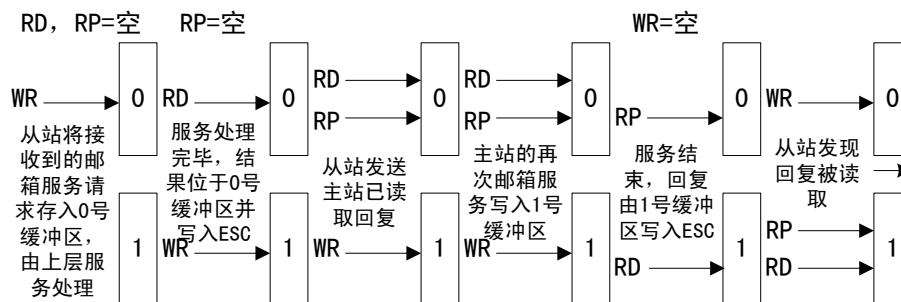 RD, RP=空
RP=空
WR=空
WR
0
RD
0
RD
RP
0
RD
RP
0
RP
0
WR
0
从站将接
收到的邮
箱服务请
求存入0号
缓冲区,
由上层服
务处理
服务处理
完毕,结
果位于0号
缓冲区并
写入ESC
从站发送
主站已读
取回复
主站的再
次邮箱服
务写入1号
缓冲区
服务结
束,回复
由1号缓冲
区写入ESC
从站发现
回复被读
取
1
WR
1
WR
1
WR
1
RD
1
RP
RD
1